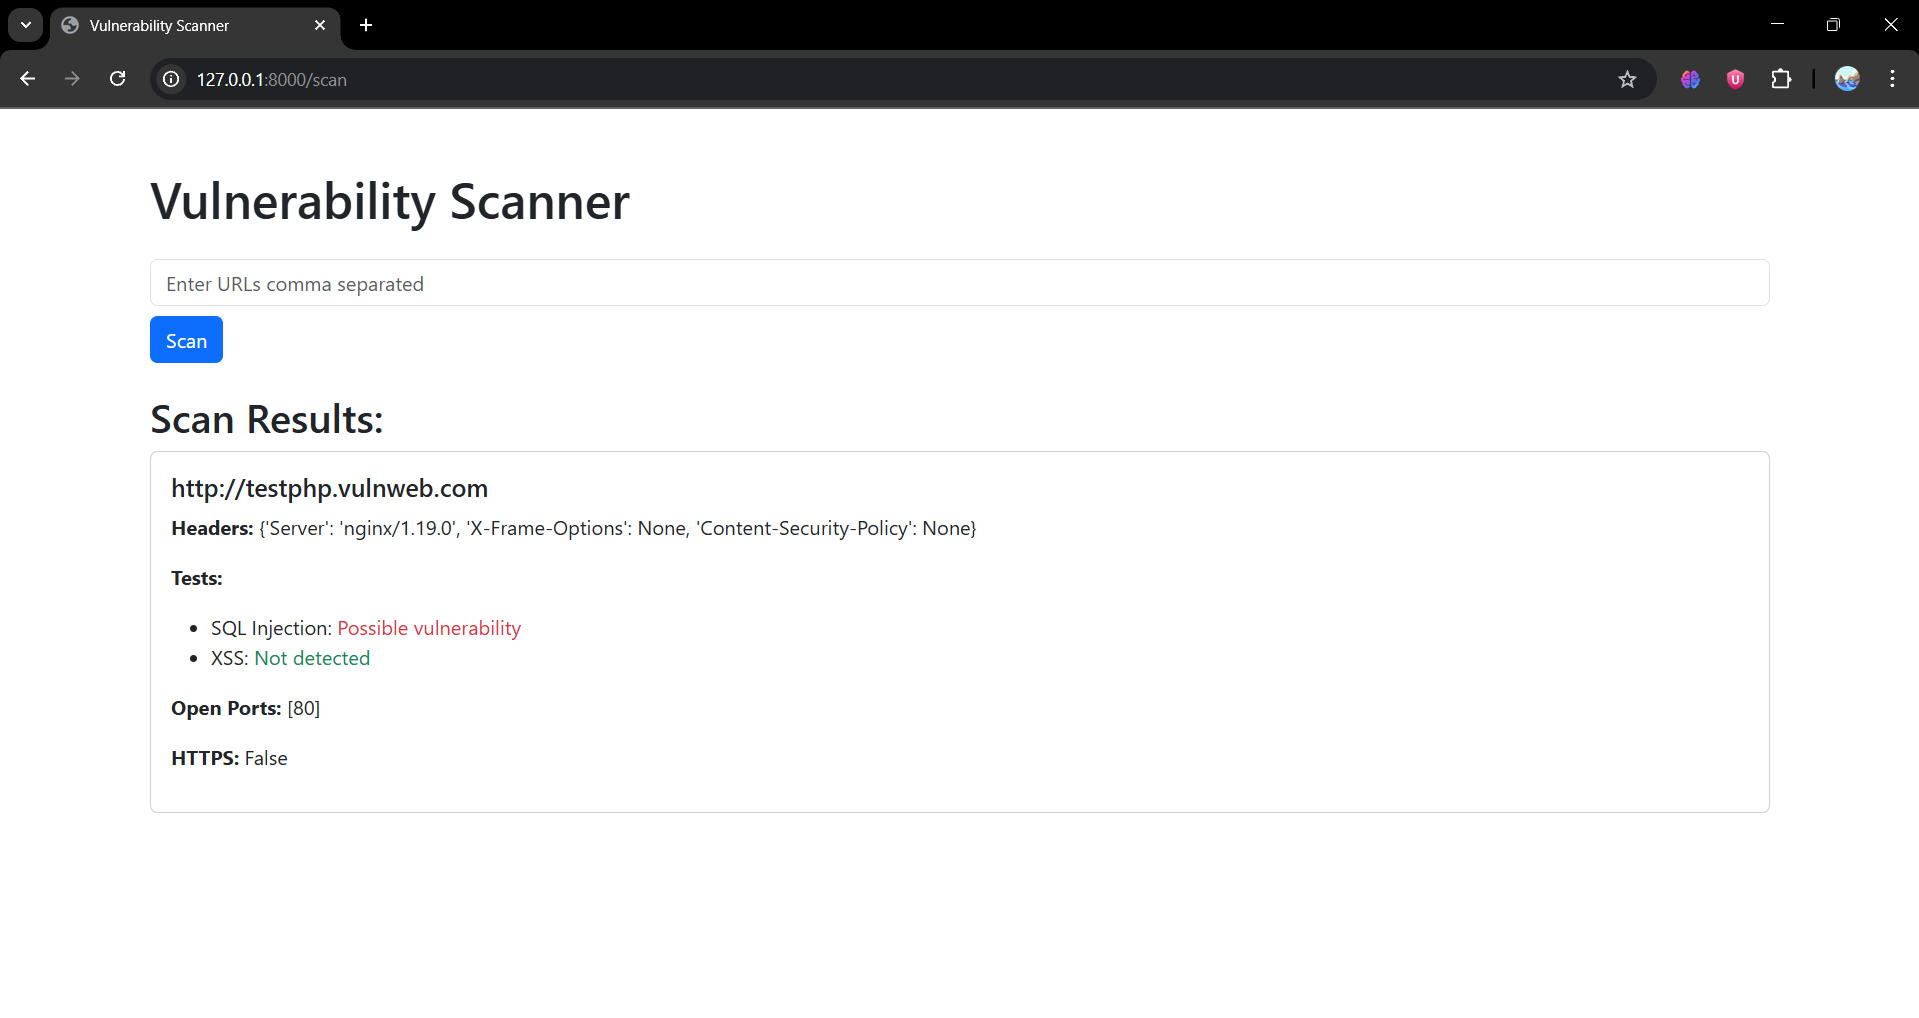 Vulnerability Scanner
127.0.0.1:8000/scan
Vulnerability Scanner
Enter URLs comma separated
Scan
Scan Results:
http://testphp.vulnweb.com
Headers: {'Server': 'nginx/1.19.0', 'X-Frame-Options': None, 'Content-Security-Policy': None}
Tests:
• SQL Injection: Possible vulnerability
• XSS: Not detected
Open Ports: [80]
HTTPS: False